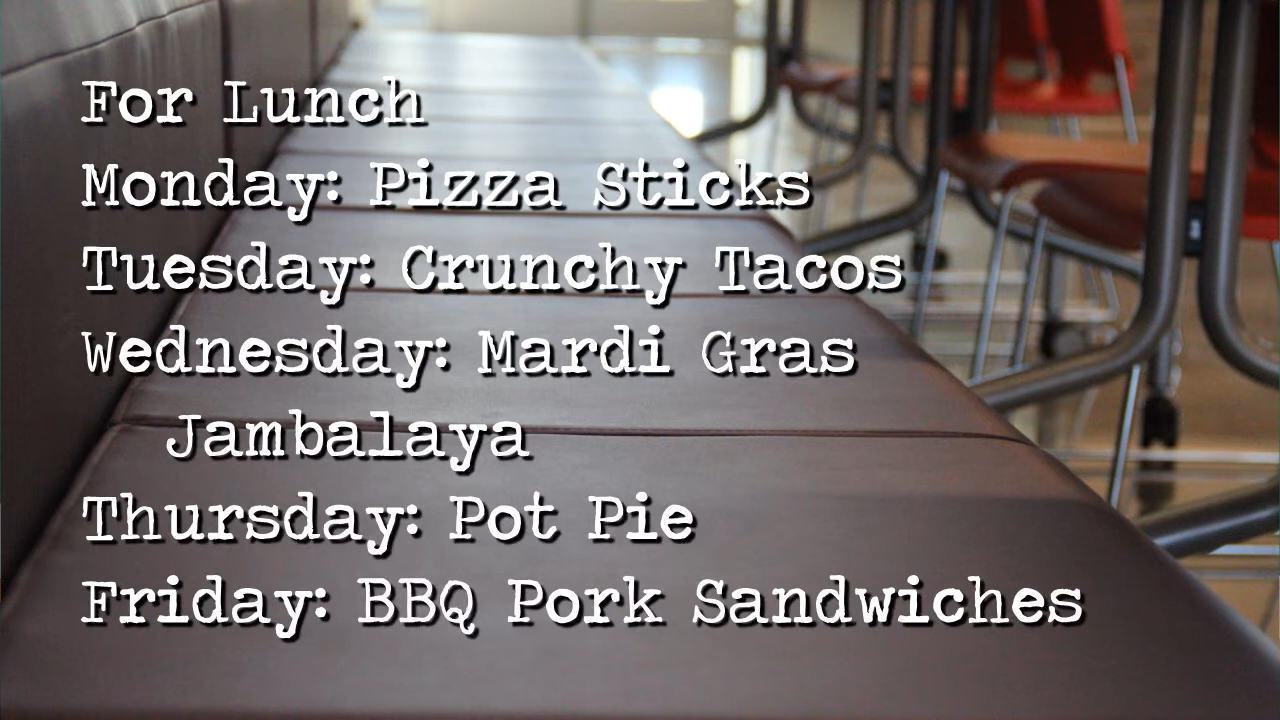 For Lunch
Monday: Pizza Sticks
Tuesday: Crunchy Tacos
Wednesday: Mardi Gras
Jambalaya
Thursday: Pot Pie
Friday: BBQ Pork Sandwiches